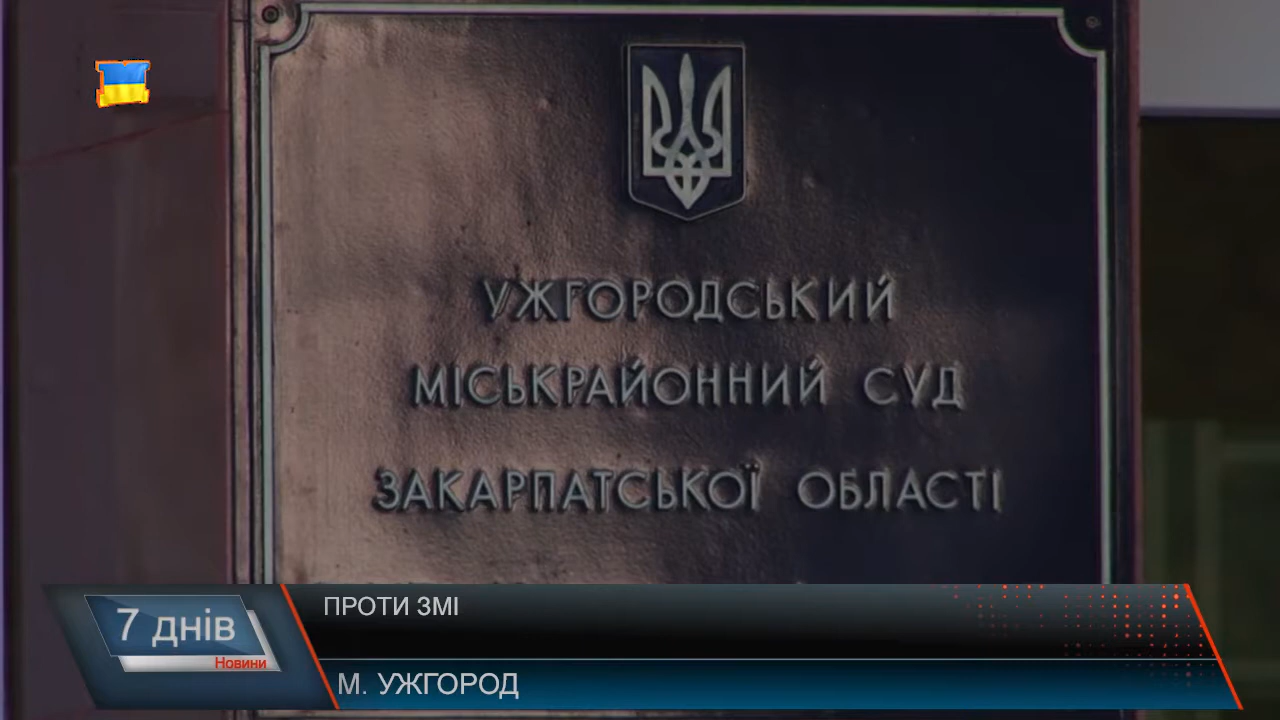 УЖГОРОДСЬКИЙ
МІСЬКРАЙОННИЙ СУД
ЗАКАРПАТСЬКОЇ ОБЛАСТІ
7 днів
Новини
ПРОТИ ЗМІ
М. УЖГОРОД